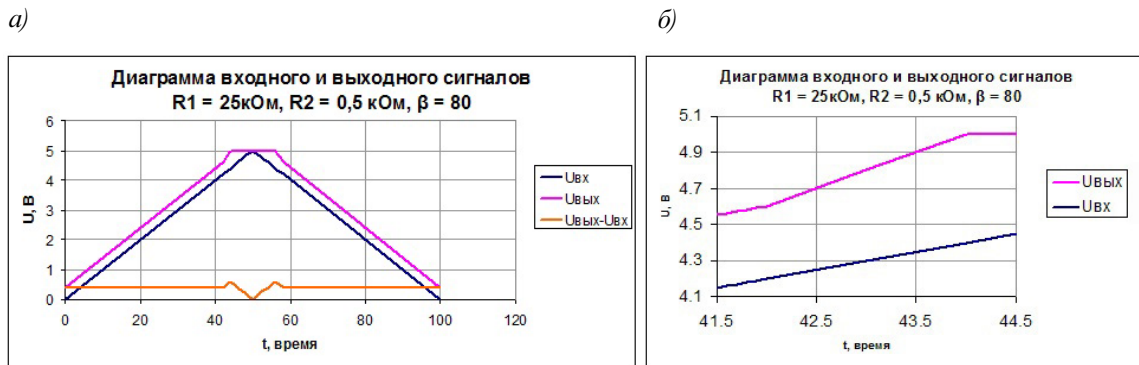 а)
б)
Диаграмма входного и выходного сигналов
R1 = 25кОм, R2 = 0,5 кОм, β = 80
U, В
6
5
4
3
2
1
0
0 20 40 60 80 100 120
t, время
Uвх
Uвых
Uвых-Uвх
Диаграмма входного и выходного сигналов
R1 = 25кОм, R2 = 0,5 кОм, β = 80
U, В
5.1
4.9
4.7
4.5
4.3
4.1
41.5 42.5 43.5 44.5
t, время
Uвых
Uвх